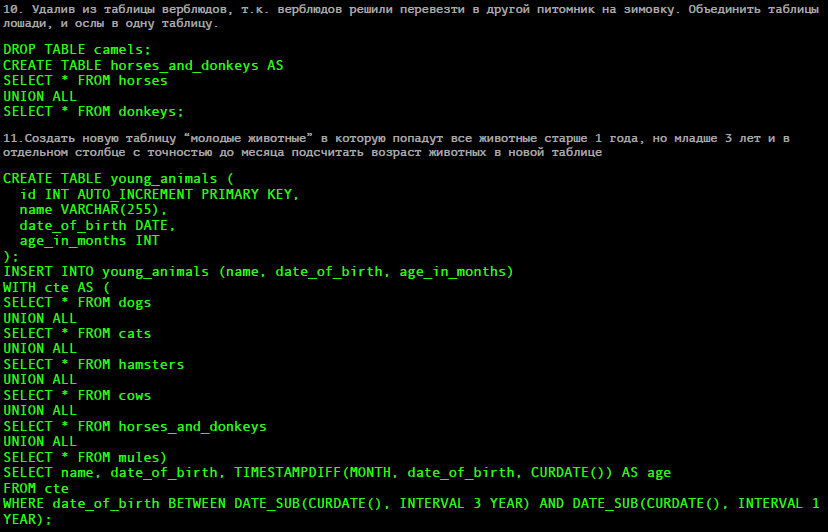 10. Удалив из таблицы верблюдов, т.к. верблюдов решили перевезти в другой питомник на зимовку. Объединить таблицы
лошади, и ослы в одну таблицу.
DROP TABLE camels;
CREATE TABLE horses_and_donkeys AS
SELECT * FROM horses
UNION ALL
SELECT * FROM donkeys;
11.Создать новую таблицу “молодые животные” в которую попадут все животные старше 1 года, но младше 3 лет и в
отдельном столбце с точностью до месяца подсчитать возраст животных в новой таблице
CREATE TABLE young_animals (
id INT AUTO_INCREMENT PRIMARY KEY,
name VARCHAR(255),
date_of_birth DATE,
age_in_months INT
);
INSERT INTO young_animals (name, date_of_birth, age_in_months)
WITH cte AS (
SELECT * FROM dogs
UNION ALL
SELECT * FROM cats
UNION ALL
SELECT * FROM hamsters
UNION ALL
SELECT * FROM cows
UNION ALL
SELECT * FROM horses_and_donkeys
UNION ALL
SELECT * FROM mules)
SELECT name, date_of_birth, TIMESTAMPDIFF(MONTH, date_of_birth, CURDATE()) AS age
FROM cte
WHERE date_of_birth BETWEEN DATE_SUB(CURDATE(), INTERVAL 3 YEAR) AND DATE_SUB(CURDATE(), INTERVAL 1
YEAR);